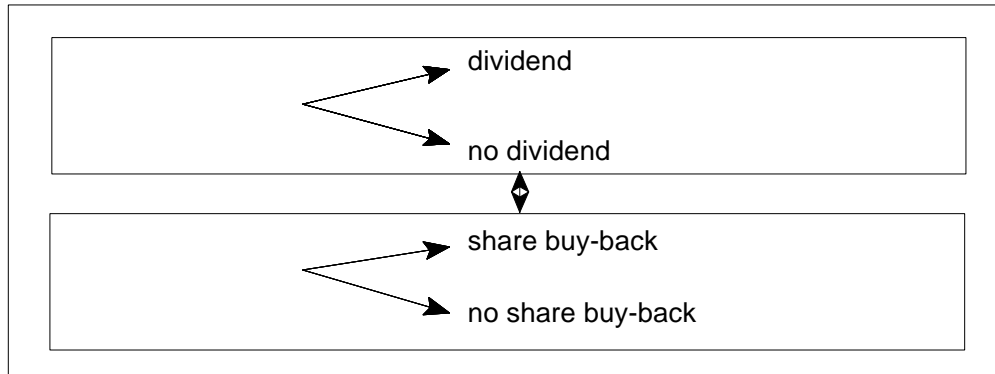 dividend
no dividend
share buy-back
no share buy-back